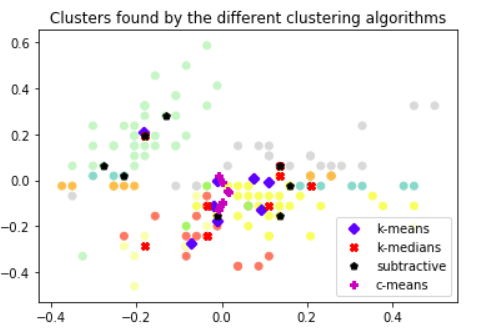 Clusters found by the different clustering algorithms
0.6
0.4
0.2
0.0
−0.2
−0.4
k-means
k-medians
subtractive
c-means
−0.4
−0.2
0.0
0.2
0.4